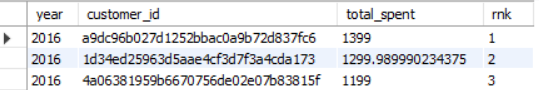 year customer_id total_spent rnk
2016 a9dc96b027d1252bbac0a9b72d837fc6 1399 1
2016 1d34ed25963d5aae4cf3d7f3a4cda173 1299.989990234375 2
2016 4a06381959b6670756de02e07b83815f 1199 3